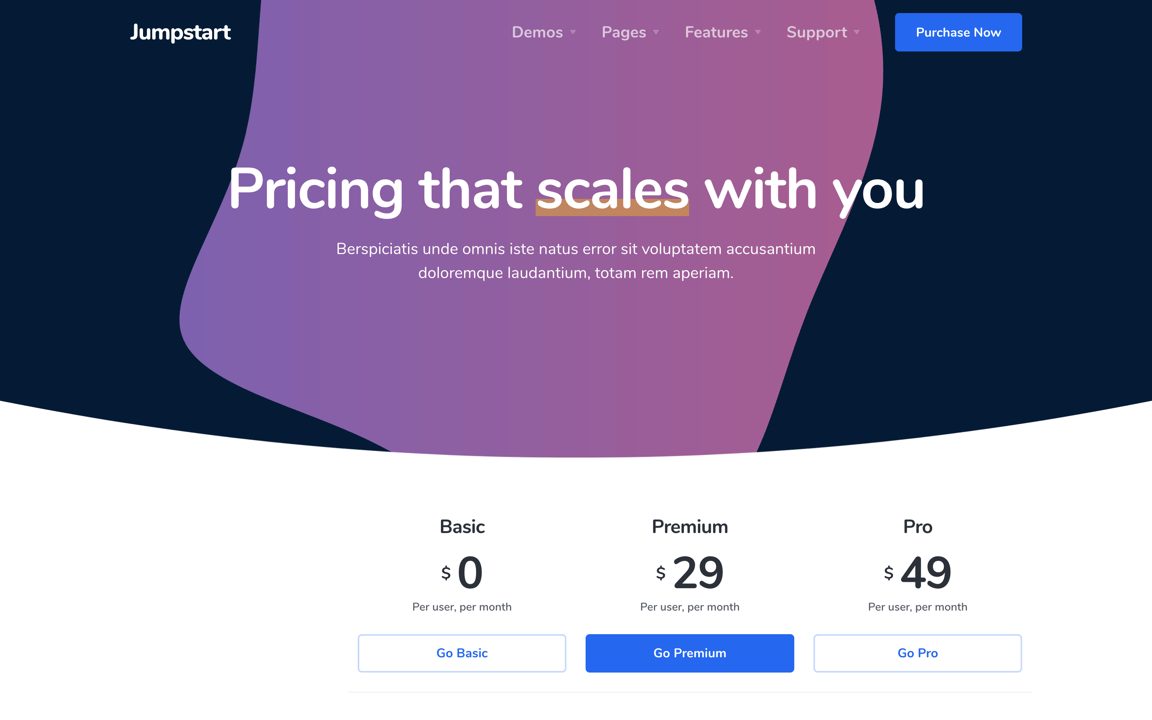 Jumpstart
Demos Pages Features Support Purchase Now
Pricing that scales with you
Berspiciatis unde omnis iste natus error sit voluptatem accusantium
doloremque laudantium, totam rem aperiam.
Basic Premium Pro
$ 0 $ 29 $ 49
Per user, per month Per user, per month Per user, per month
Go Basic Go Premium Go Pro